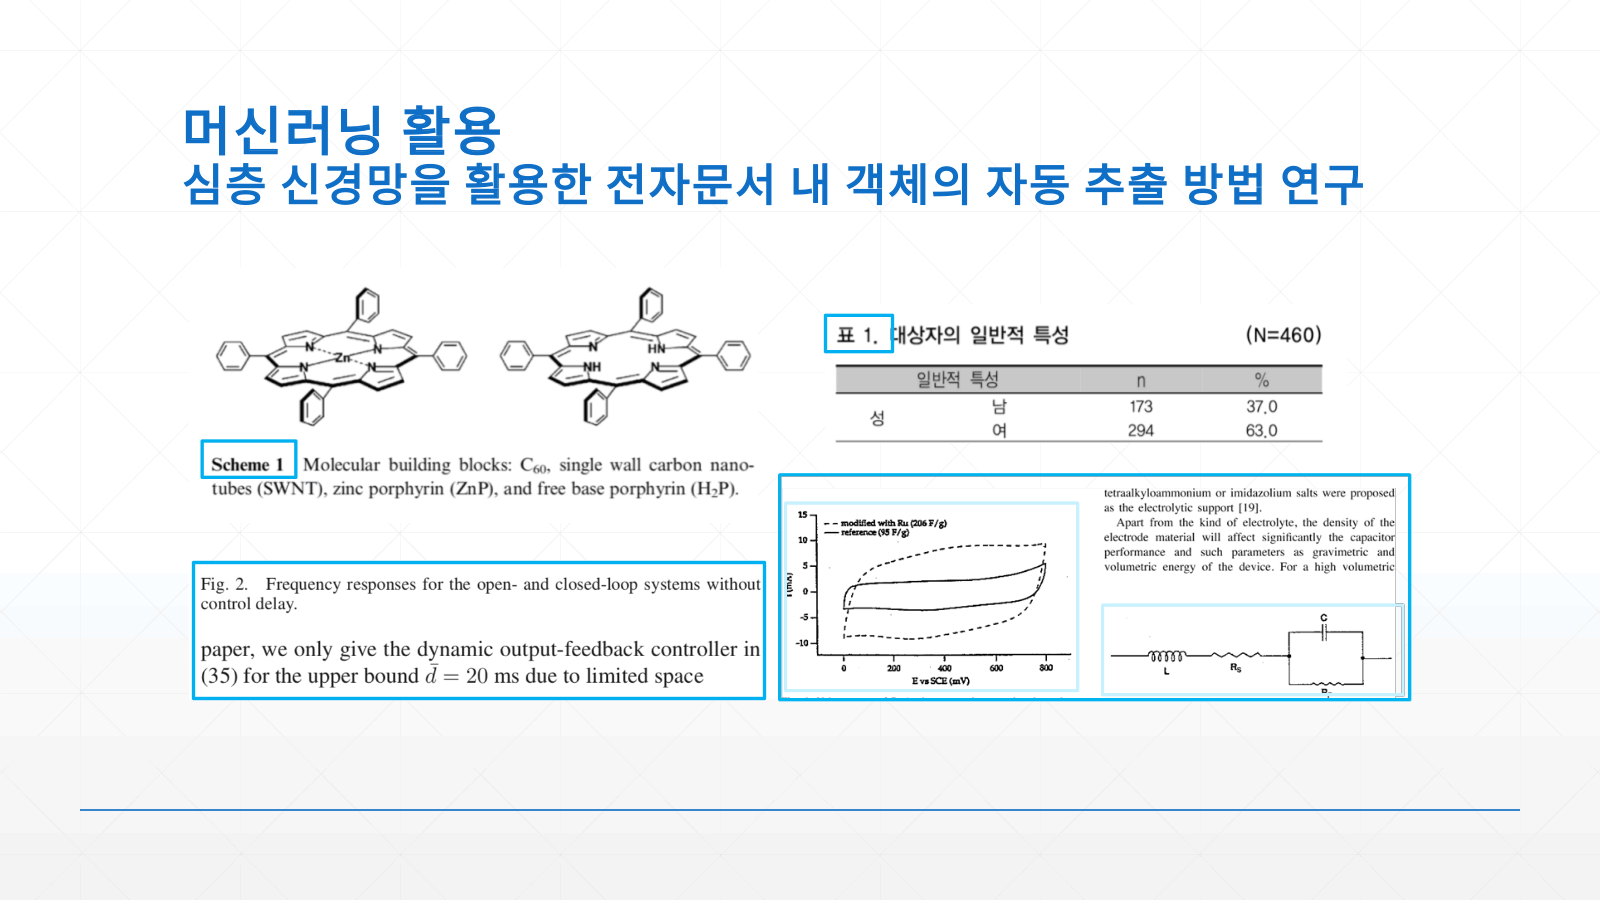 머신러닝 활용
심층 신경망을 활용한 전자문서 내 객체의 자동 추출 방법 연구
N
N
Zn
N
N
N
HN
NH
N
Scheme 1 Molecular building blocks: C₆₀, single wall carbon nano-
tubes (SWNT), zinc porphyrin (ZnP), and free base porphyrin (H₂P).
Fig. 2. Frequency responses for the open- and closed-loop systems without
control delay.
paper, we only give the dynamic output-feedback controller in
(35) for the upper bound d̄ = 20 ms due to limited space
표 1. 대상자의 일반적 특성 (N=460)
일반적 특성 n %
성 남 173 37.0
여 294 63.0
15
10
5
0
-5
-10
modified with Ru (206 F/g)
reference (95 F/g)
0 200 400 600 800
E vs SCE (mV)
tetraalkyloammonium or imidazolium salts were proposed
as the electrolytic support [19].
Apart from the kind of electrolyte, the density of the
electrode material will affect significantly the capacitor
performance and such parameters as gravimetric and
volumetric energy of the device. For a high volumetric
C
L
Rs